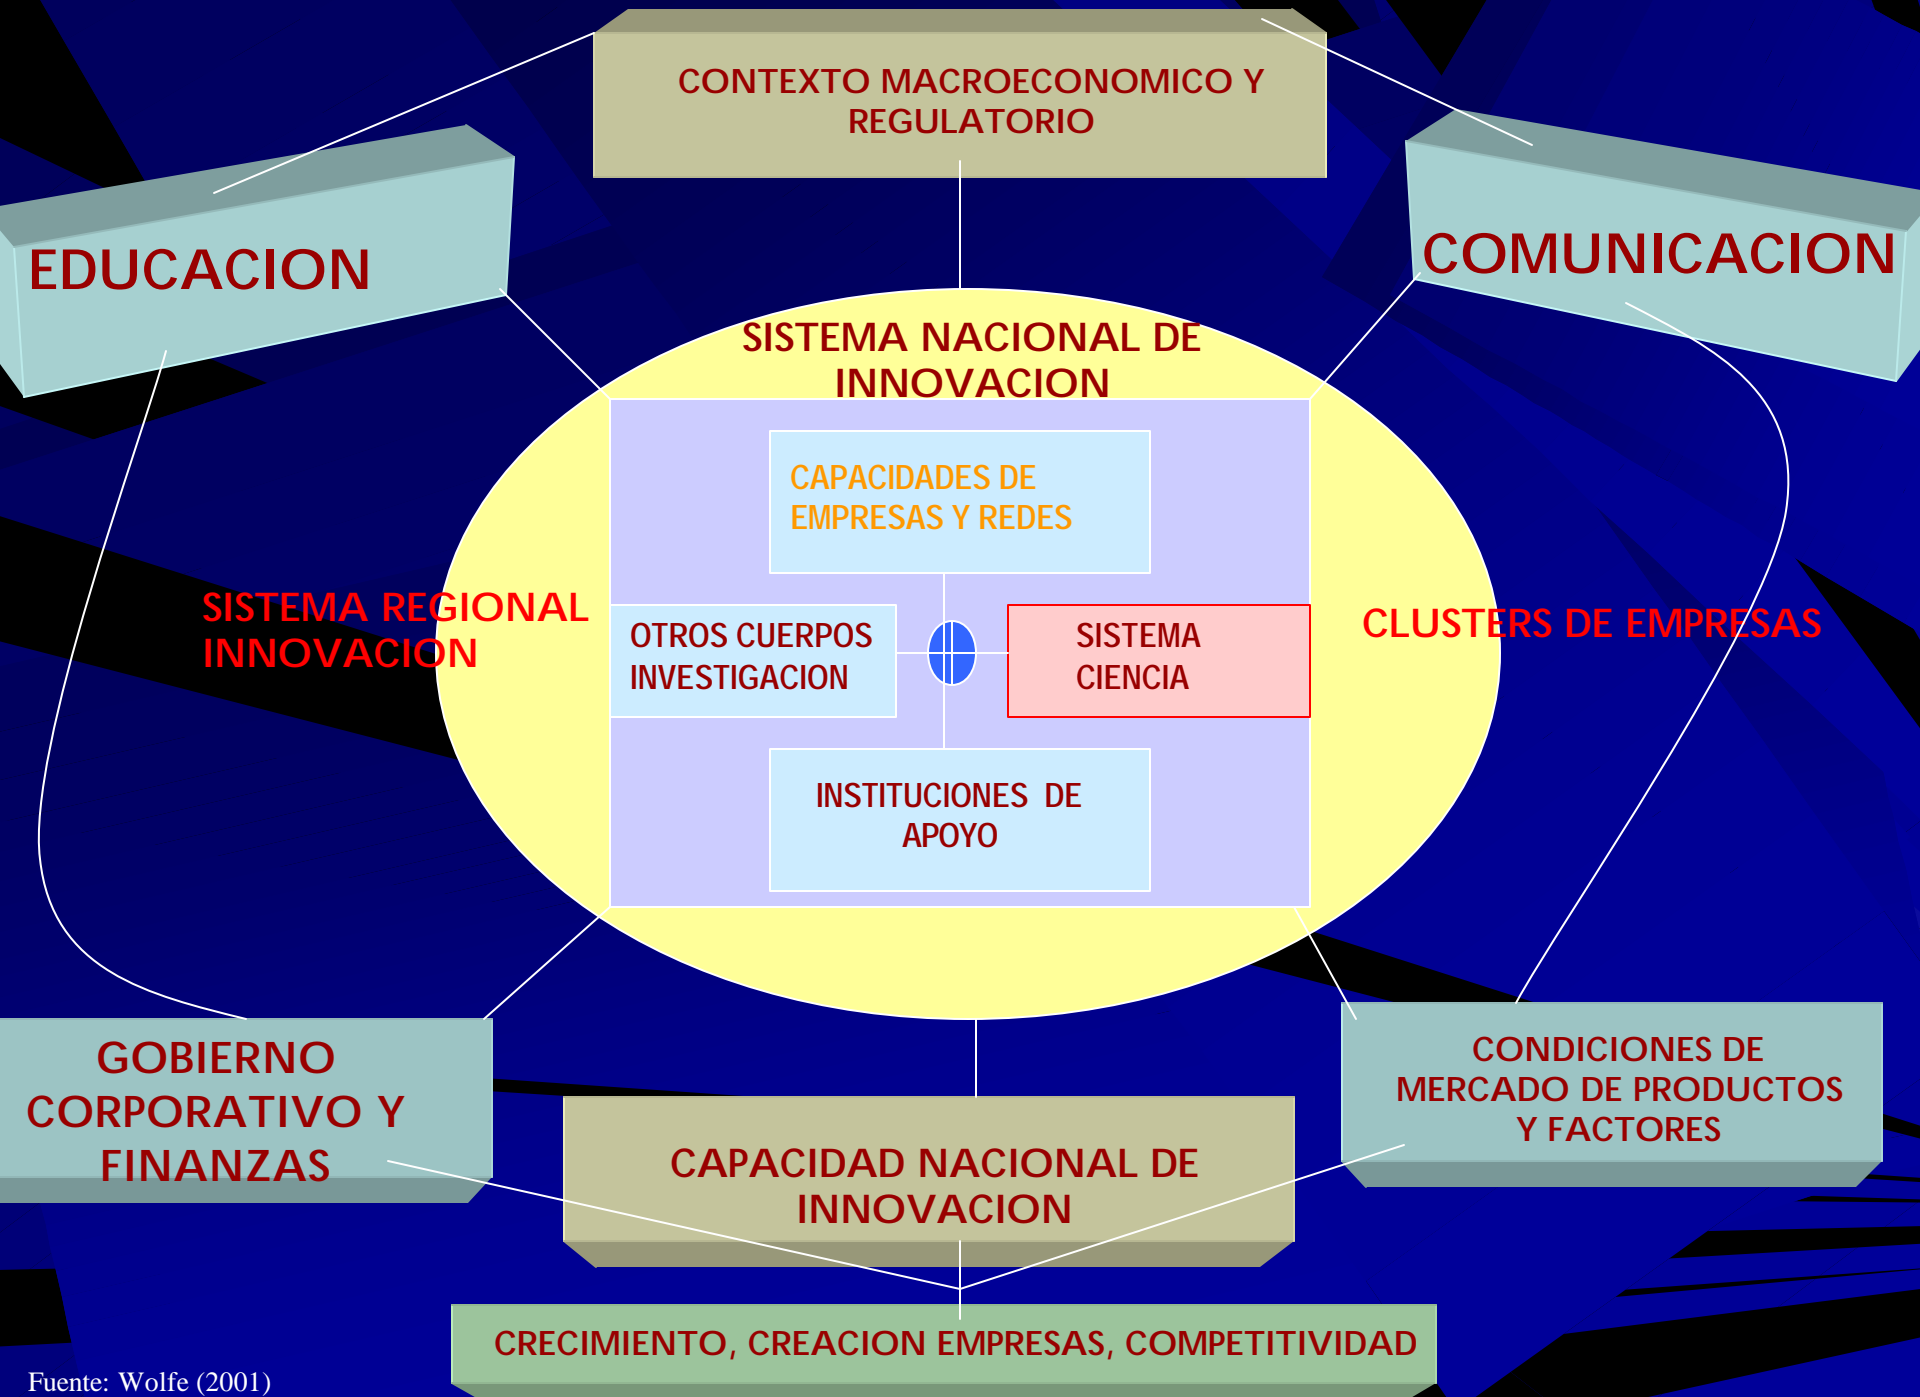 CONTEXTO MACROECONOMICO Y
REGULATORIO
EDUCACION
COMUNICACION
SISTEMA NACIONAL DE
INNOVACION
CAPACIDADES DE
EMPRESAS Y REDES
SISTEMA REGIONAL
INNOVACION
OTROS CUERPOS
INVESTIGACION
SISTEMA
CIENCIA
CLUSTERS DE EMPRESAS
INSTITUCIONES DE
APOYO
GOBIERNO
CORPORATIVO Y
FINANZAS
CONDICIONES DE
MERCADO DE PRODUCTOS
Y FACTORES
CAPACIDAD NACIONAL DE
INNOVACION
CRECIMIENTO, CREACION EMPRESAS, COMPETITIVIDAD
Fuente: Wolfe (2001)